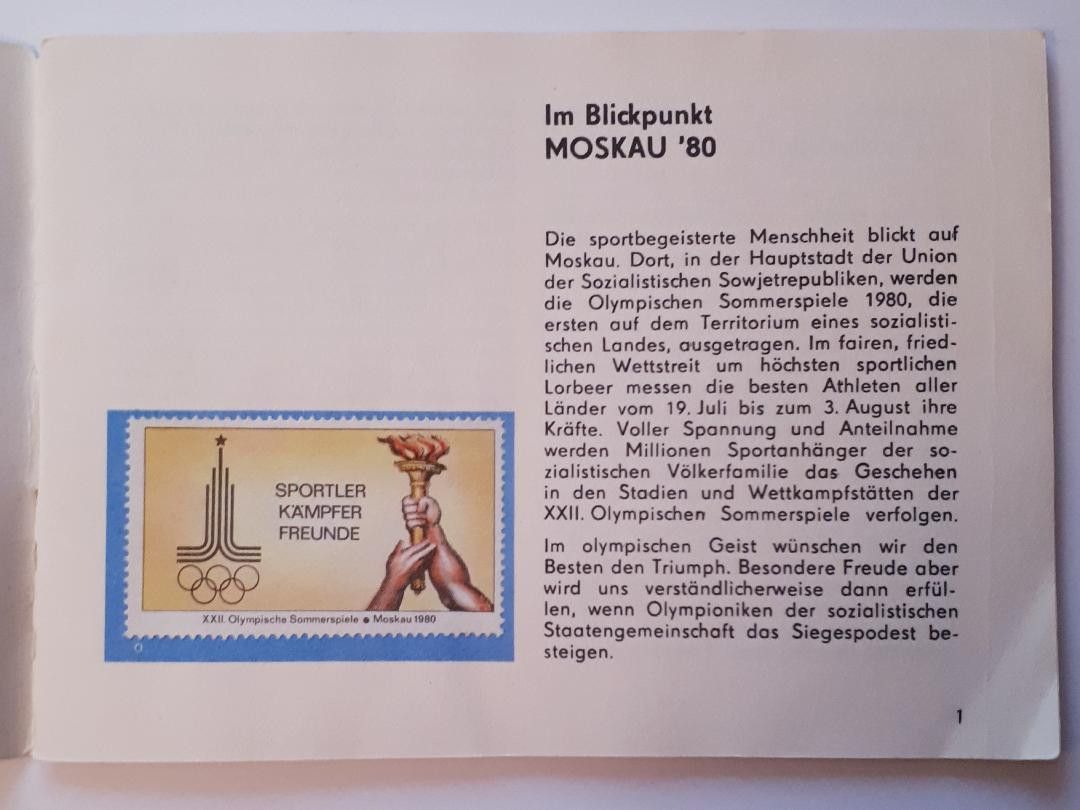 Im Blickpunkt
MOSKAU '80
Die sportbegeisterte Menschheit blickt auf
Moskau. Dort, in der Hauptstadt der Union
der Sozialistischen Sowjetrepubliken, werden
die Olympischen Sommerspiele 1980, die
ersten auf dem Territorium eines sozialisti-
schen Landes, ausgetragen. Im fairen, fried-
lichen Wettstreit um höchsten sportlichen
Lorbeer messen die besten Athleten aller
Länder vom 19. Juli bis zum 3. August ihre
Kräfte. Voller Spannung und Anteilnahme
werden Millionen Sportanhänger der so-
zialistischen Völkerfamilie das Geschehen
in den Stadien und Wettkampfstätten der
XXII. Olympischen Sommerspiele verfolgen.
Im olympischen Geist wünschen wir den
Besten den Triumph. Besondere Freude aber
wird uns verständlicherweise dann erfül-
len, wenn Olympioniken der sozialistischen
Staatengemeinschaft das Siegespodest be-
steigen.
SPORTLER
KÄMPFER
FREUNDE
XXII. Olympische Sommerspiele ● Moskau 1980
0
1